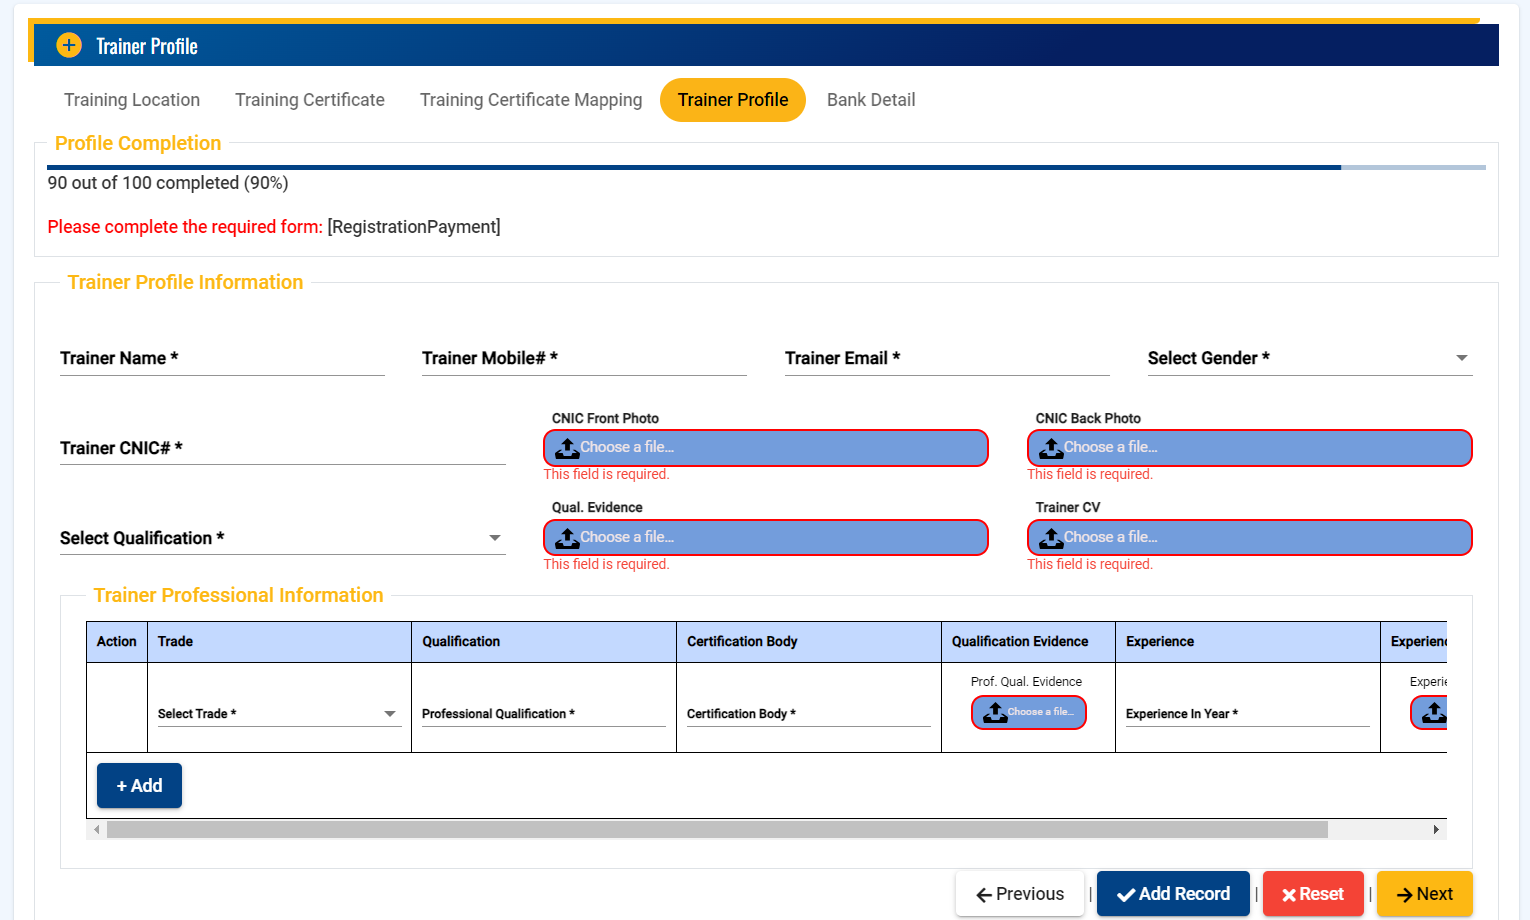 Trainer Profile
Training Location Training Certificate Training Certificate Mapping Trainer Profile Bank Detail
Profile Completion
90 out of 100 completed (90%)
Please complete the required form: [RegistrationPayment]
Trainer Profile Information
Trainer Name * Trainer Mobile# * Trainer Email * Select Gender *
CNIC Front Photo CNIC Back Photo
Trainer CNIC# * Choose a file... Choose a file...
This field is required. This field is required.
Qual. Evidence Trainer CV
Select Qualification * Choose a file... Choose a file...
This field is required. This field is required.
Trainer Professional Information
Action Trade Qualification Certification Body Qualification Evidence Experience
Prof. Qual. Evidence
Select Trade * Professional Qualification * Certification Body * Choose a file... Experience In Year *
+ Add
Previous | Add Record | Reset | Next